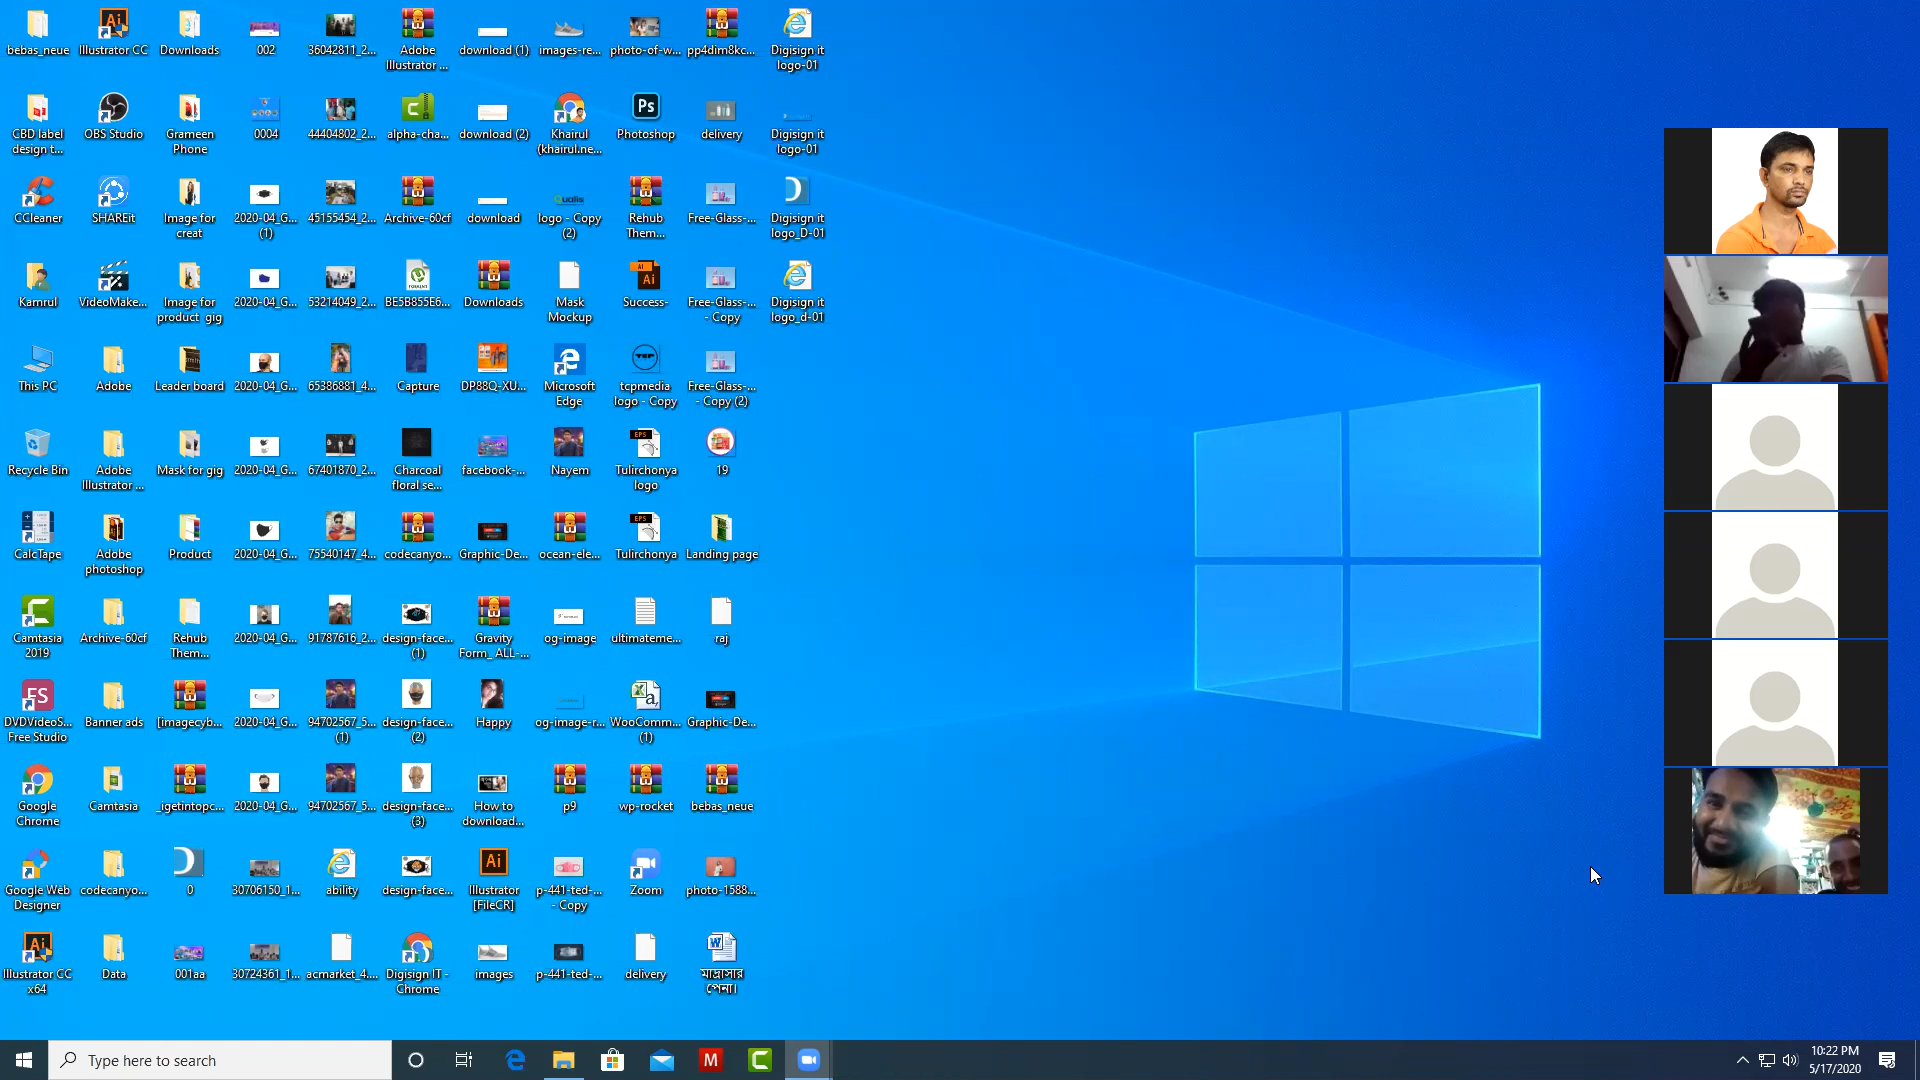 bebas_neue
Illustrator CC
Downloads
002
36042811_2...
Adobe
Illustrator ...
download (1)
images-re...
photo-of-w...
pp4dim8kc...
Digisign it
logo-01
CBD label
design t...
OBS Studio
Grameen
Phone
0004
44404802_2...
alpha-cha...
download (2)
Khairul
(khairul.ne...
Photoshop
delivery
Digisign it
logo-01
CCleaner
SHAREit
Image for
creat
2020-04_G...
(1)
45155454_2...
Archive-60cf
download
logo - Copy
(2)
Rehub
Them...
Free-Glass-...
Digisign it
logo_D-01
Kamrul
VideoMake...
Image for
product gig
2020-04_G...
53214049_2...
BE5B855E6...
Downloads
Mask
Mockup
Success-
Free-Glass-...
- Copy
Digisign it
logo_d-01
This PC
Adobe
Leader board
2020-04_G...
65386881_4...
Capture
DP88Q-XU...
Microsoft
Edge
tcpmedia
logo - Copy
Free-Glass-...
- Copy (2)
Recycle Bin
Adobe
Illustrator ...
Mask for gig
2020-04_G...
67401870_2...
Charcoal
floral se...
facebook-...
Nayem
Tulirchonya
logo
19
CalcTape
Adobe
photoshop
Product
2020-04_G...
75540147_4...
codecanyo...
Graphic-De...
ocean-ele...
Tulirchonya
Landing page
Camtasia
2019
Archive-60cf
Rehub
Them...
2020-04_G...
91787616_2...
design-face...
(1)
Gravity
Form_ ALL-...
og-image
ultimateme...
raj
DVDVideoS...
Free Studio
Banner ads
[imagecyb...
2020-04_G...
94702567_5...
(1)
design-face...
(2)
Happy
og-image-r...
WooComm...
(1)
Graphic-De...
Google
Chrome
Camtasia
_igetintopc...
2020-04_G...
94702567_5...
design-face...
(3)
How to
download...
p9
wp-rocket
bebas_neue
Google Web
Designer
codecanyo...
0
30706150_1...
ability
design-face...
Illustrator
[FileCR]
p-441-ted-...
- Copy
Zoom
photo-1588...
Illustrator CC
x64
Data
001aa
30724361_1...
acmarket_4....
Digisign IT -
Chrome
images
p-441-ted-...
delivery
মাদ্রাসার
পেনা।
Type here to search
10:22 PM
5/17/2020